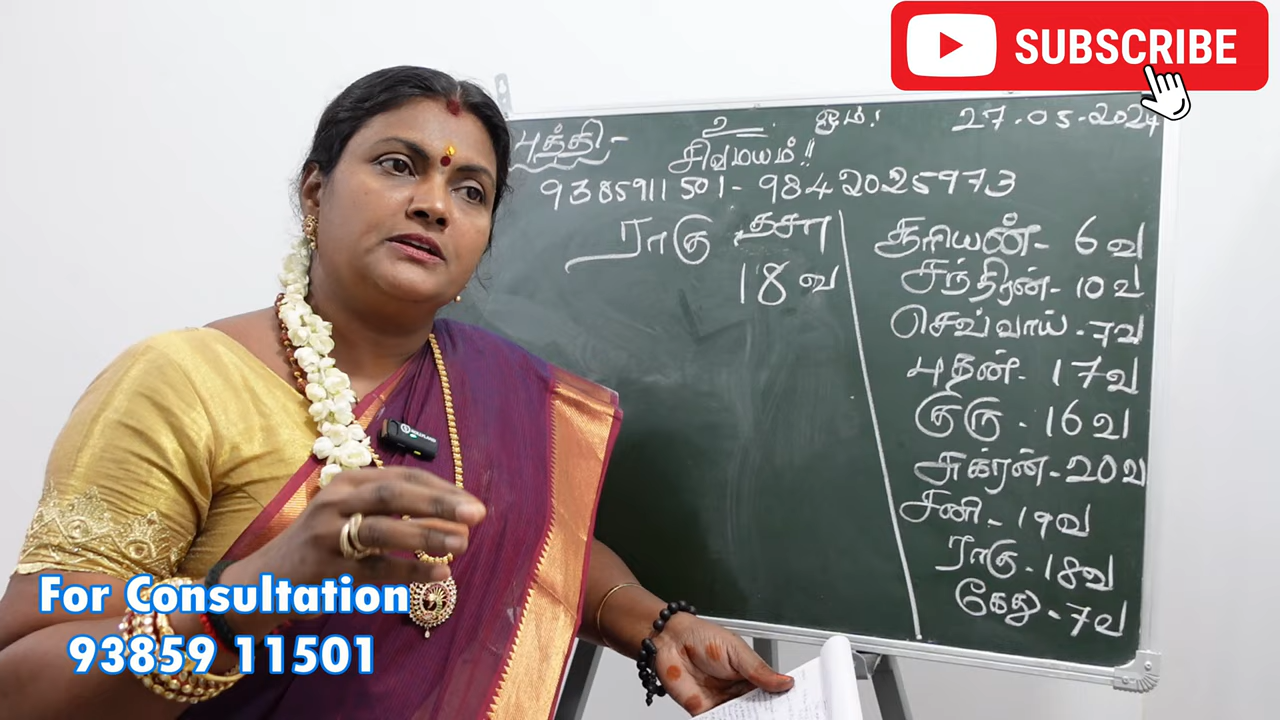 SUBSCRIBE
புத்தி -
உ
ஓம்!
27.05.2024
சிவமயம்!!
9385911501 - 9842025973
ராகு தசா
18 வ
சூரியன் - 6 வ
சந்திரன் - 10 வ
செவ்வாய் - 7 வ
புதன் - 17 வ
குரு - 16 வ
சுக்ரன் - 20 வ
சனி - 19 வ
ராகு - 18 வ
கேது - 7 வ
For Consultation
93859 11501